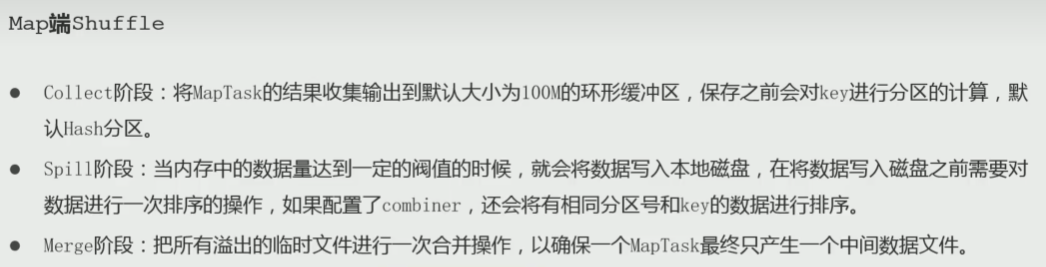 Map端Shuffle
● Collect阶段：将MapTask的结果收集输出到默认大小为100M的环形缓冲区，保存之前会对key进行分区的计算，默
认Hash分区。
● Spill阶段：当内存中的数据量达到一定的阀值的时候，就会将数据写入本地磁盘，在将数据写入磁盘之前需要对
数据进行一次排序的操作，如果配置了combiner，还会将有相同分区号和key的数据进行排序。
● Merge阶段：把所有溢出的临时文件进行一次合并操作，以确保一个MapTask最终只产生一个中间数据文件。